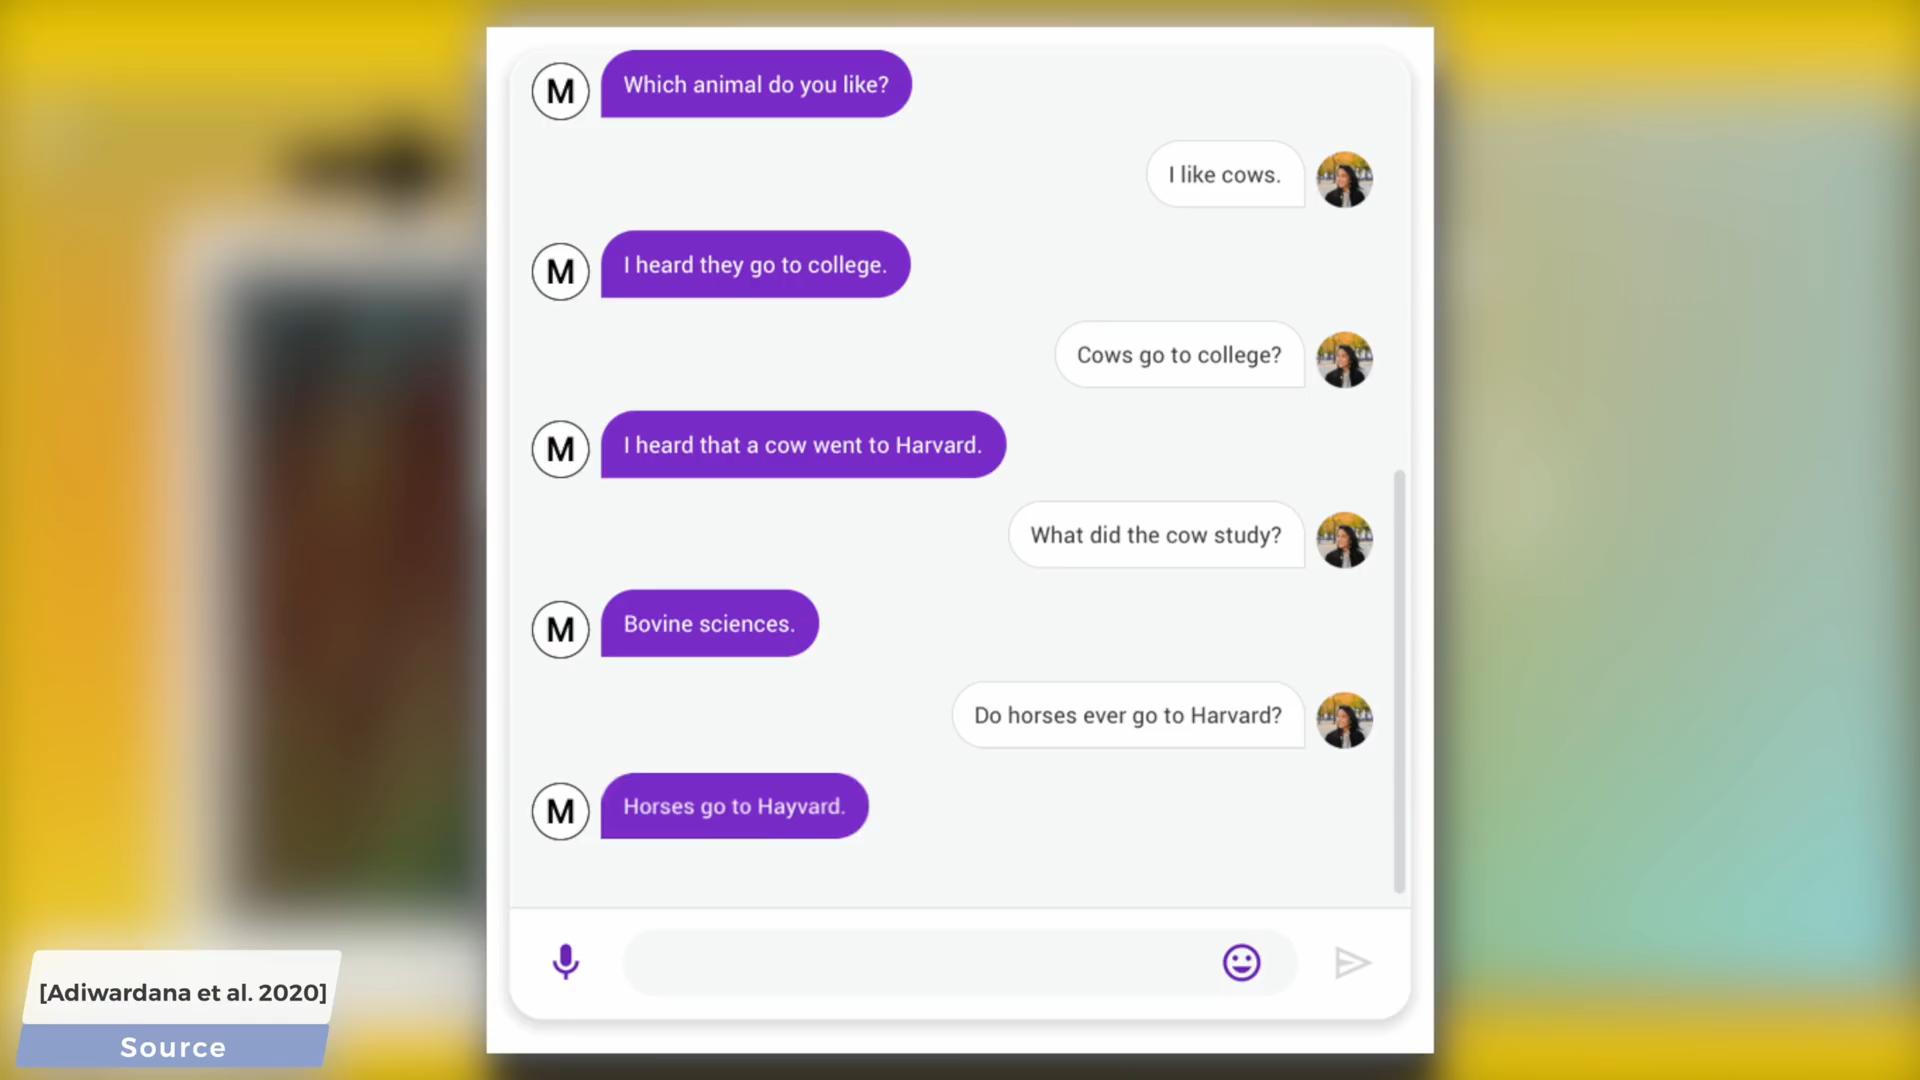 M Which animal do you like?
I like cows.
M I heard they go to college.
Cows go to college?
M I heard that a cow went to Harvard.
What did the cow study?
M Bovine sciences.
Do horses ever go to Harvard?
M Horses go to Hayvard.
[Adiwardana et al. 2020]
Source